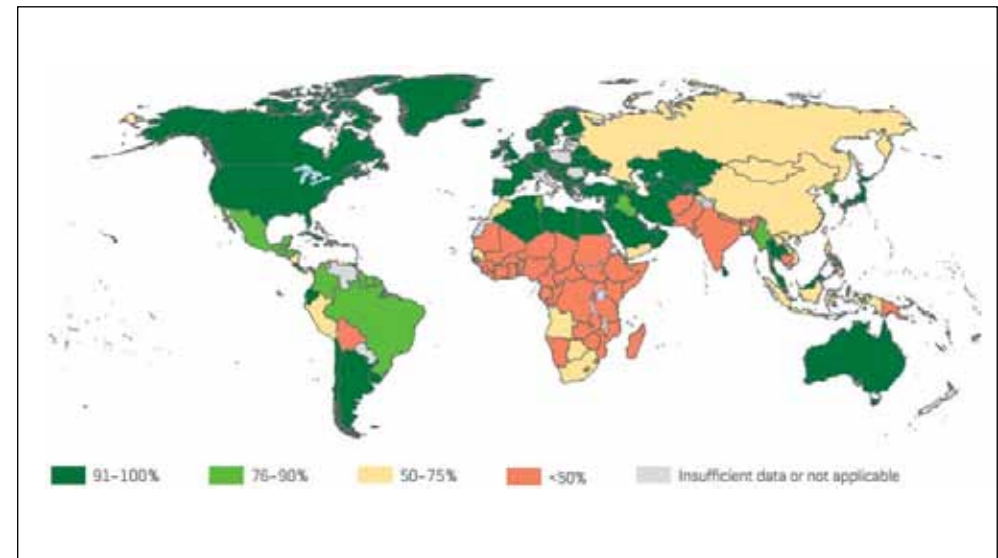 91–100% 76–90% 50–75% <50% Insufficient data or not applicable